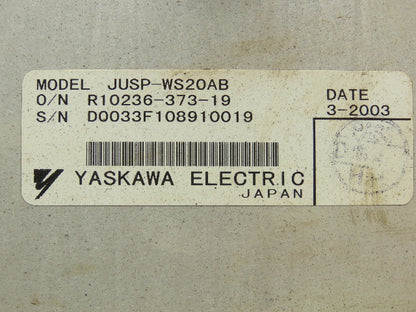 MODEL JUSP-WS20AB
O/N R10236-373-19
S/N D0033F108910019
DATE
3-2003
YASKAWA ELECTRIC
JAPAN